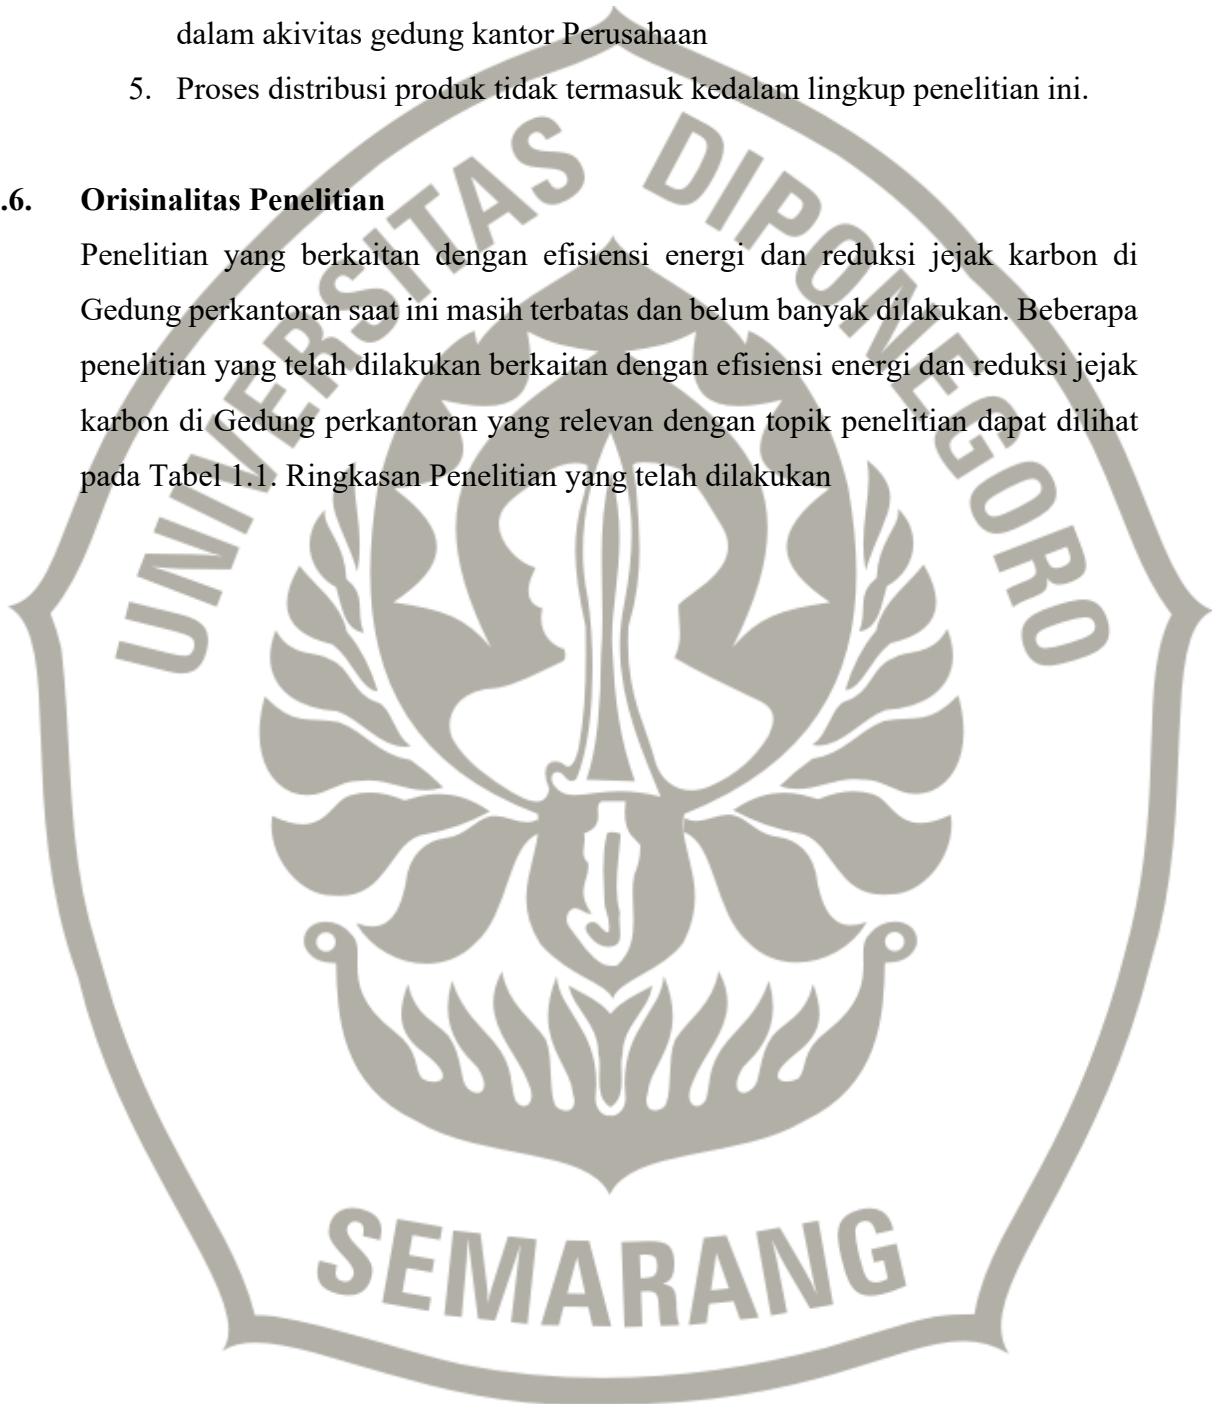 dalam akivitas gedung kantor Perusahaan
5. Proses distribusi produk tidak termasuk kedalam lingkup penelitian ini.
.6. Orisinalitas Penelitian
Penelitian yang berkaitan dengan efisiensi energi dan reduksi jejak karbon di
Gedung perkantoran saat ini masih terbatas dan belum banyak dilakukan. Beberapa
penelitian yang telah dilakukan berkaitan dengan efisiensi energi dan reduksi jejak
karbon di Gedung perkantoran yang relevan dengan topik penelitian dapat dilihat
pada Tabel 1.1. Ringkasan Penelitian yang telah dilakukan
UNIVERSITAS DIPONEGORO
SEMARANG